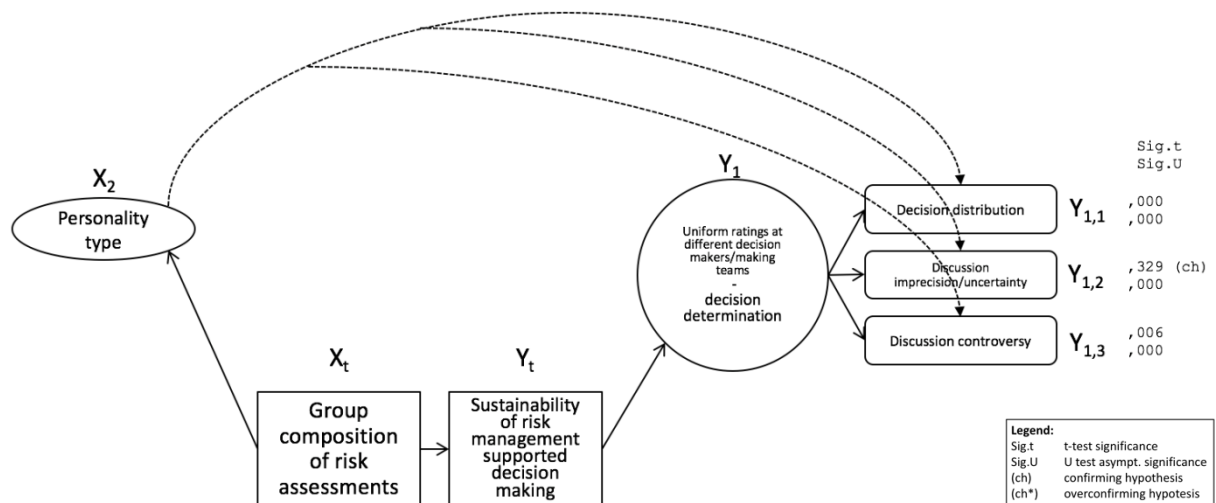 Sig.t
Sig.U
X2
Personality
type
Y1
Uniform ratings at
different decision
makers/making
teams
-
decision
determination
Decision distribution
Y1,1
,000
,000
Discussion
imprecision/uncertainty
Y1,2
,329 (ch)
,000
Discussion controversy
Y1,3
,006
,000
Xt
Group
composition
of risk
assessments
Yt
Sustainability
of risk
management
supported
decision
making
Legend:
Sig.t t-test significance
Sig.U U test asympt. significance
(ch) confirming hypothesis
(ch*) overconfirming hypotesis